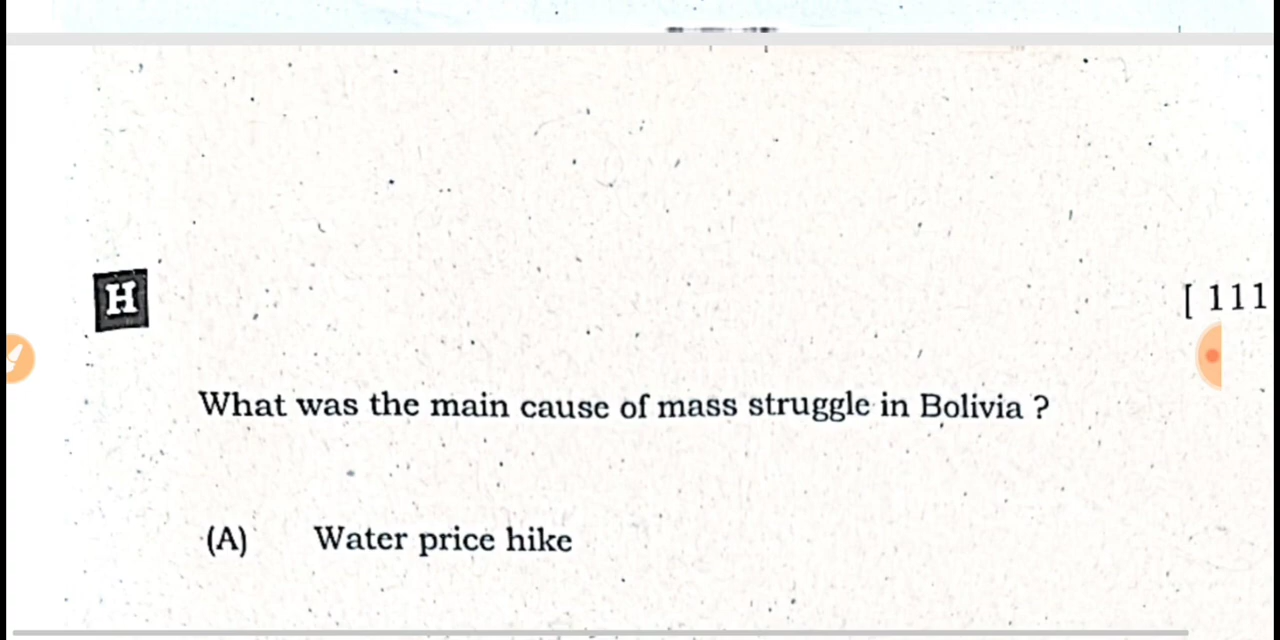 H
[ 111
What was the main cause of mass struggle in Bolivia ?
(A) Water price hike